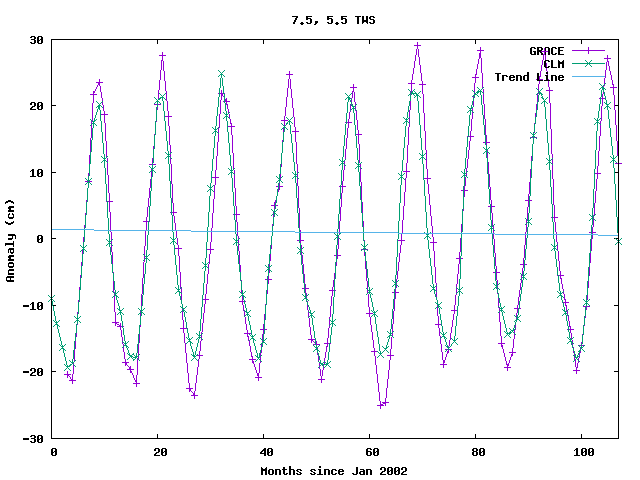 7.5, 5.5 TWS
30
20
10
0
-10
-20
-30
Anomaly (cm)
GRACE
CLM
Trend Line
0 20 40 60 80 100
Months since Jan 2002